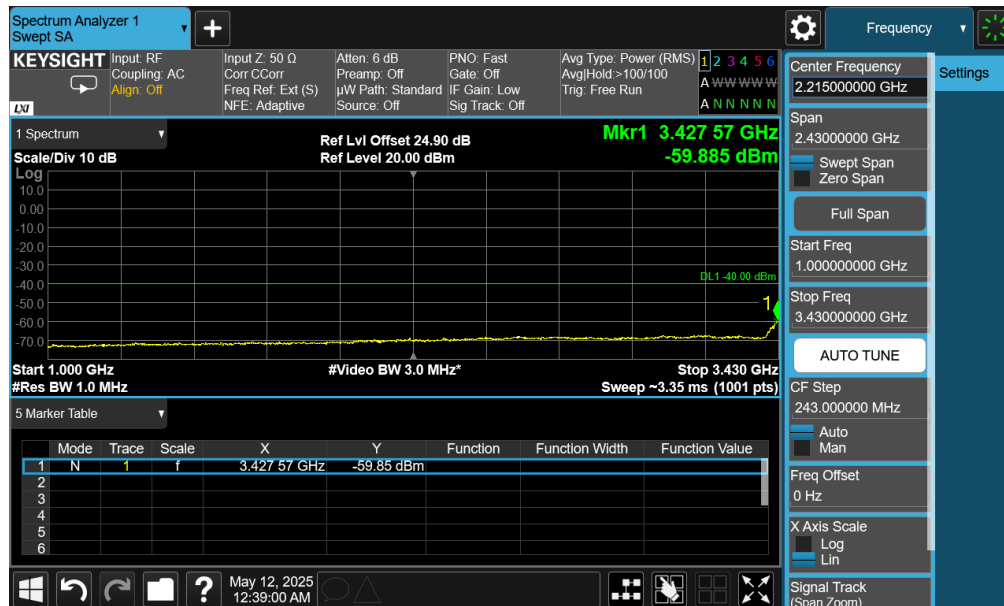 Spectrum Analyzer 1
Swept SA
+
Frequency
KEYSIGHT
LXI
Input: RF
Coupling: AC
Align: Off
Input Z: 50 Ω
Corr CCorr
Freq Ref: Ext (S)
NFE: Adaptive
Atten: 6 dB
Preamp: Off
µW Path: Standard
Source: Off
PNO: Fast
Gate: Off
IF Gain: Low
Sig Track: Off
Avg Type: Power (RMS)
Avg|Hold:>100/100
Trig: Free Run
1 2 3 4 5 6
A W W W W W
A N N N N N
1 Spectrum
Scale/Div 10 dB
Ref Lvl Offset 24.90 dB
Ref Level 20.00 dBm
Mkr1 3.427 57 GHz
-59.885 dBm
Log
10.0
0.00
-10.0
-20.0
-30.0
-40.0
-50.0
-60.0
-70.0
DL1 -40.00 dBm
1
Start 1.000 GHz
#Res BW 1.0 MHz
#Video BW 3.0 MHz*
Stop 3.430 GHz
Sweep ~3.35 ms (1001 pts)
5 Marker Table
Mode Trace Scale X Y Function Function Width Function Value
1 N 1 f 3.427 57 GHz -59.85 dBm
2
3
4
5
6
May 12, 2025
12:39:00 AM
?
Center Frequency
2.215000000 GHz
Span
2.43000000 GHz
Swept Span
Zero Span
Full Span
Start Freq
1.000000000 GHz
Stop Freq
3.430000000 GHz
AUTO TUNE
CF Step
243.000000 MHz
Auto
Man
Freq Offset
0 Hz
X Axis Scale
Log
Lin
Signal Track
(Span Zoom)
Settings